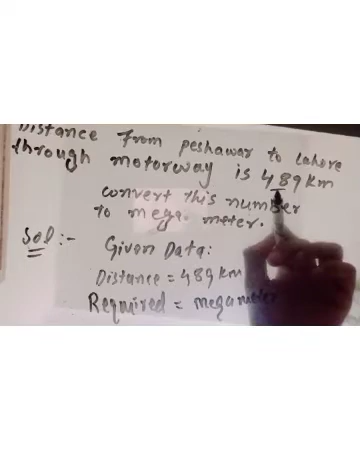 Distance From peshawar to Lahore
through motorway is 489 km
convert this number
to mega. meter.
Sol:-
Given Data:
Distance = 489 km
Required = megameter